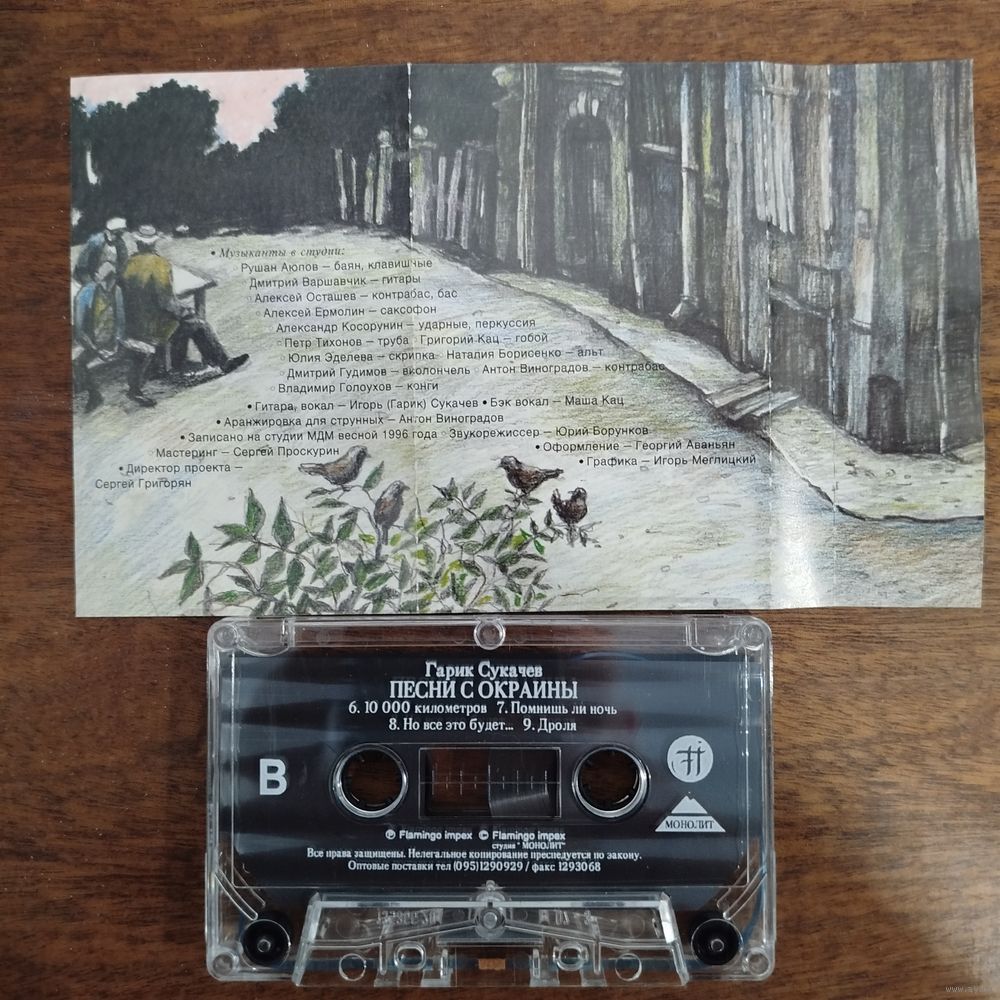 • Музыканты в студии:
Рушан Аюпов — баян, клавишные
Дмитрий Варшавчик — гитары
Алексей Осташев — контрабас, бас
Алексей Ермолин — саксофон
Александр Косорунин — ударные, перкуссия
Петр Тихонов — труба ◦ Григорий Кац — гобой
Юлия Эделева — скрипка ◦ Наталия Борисенко — альт
Дмитрий Гудимов — виолончель ◦ Антон Виноградов — контрабас
Владимир Голоухов — конги
• Гитара, вокал — Игорь (Гарик) Сукачев • Бэк вокал — Маша Кац
• Аранжировка для струнных — Антон Виноградов
• Записано на студии МДМ весной 1996 года ◦ Звукорежиссер — Юрий Борунков
Мастеринг — Сергей Проскурин • Оформление — Георгий Аваньян
• Директор проекта — • Графика — Игорь Меглицкий
Сергей Григорян
Гарик Сукачев
ПЕСНИ С ОКРАИНЫ
6. 10 000 километров 7. Помнишь ли ночь
8. Но все это будет... 9. Дроля
B
МОНОЛИТ
℗ Flamingo impex © Flamingo impex
студия "МОНОЛИТ"
Все права защищены. Нелегальное копирование преследуется по закону.
Оптовые поставки тел (095)1290929 / факс 1293068